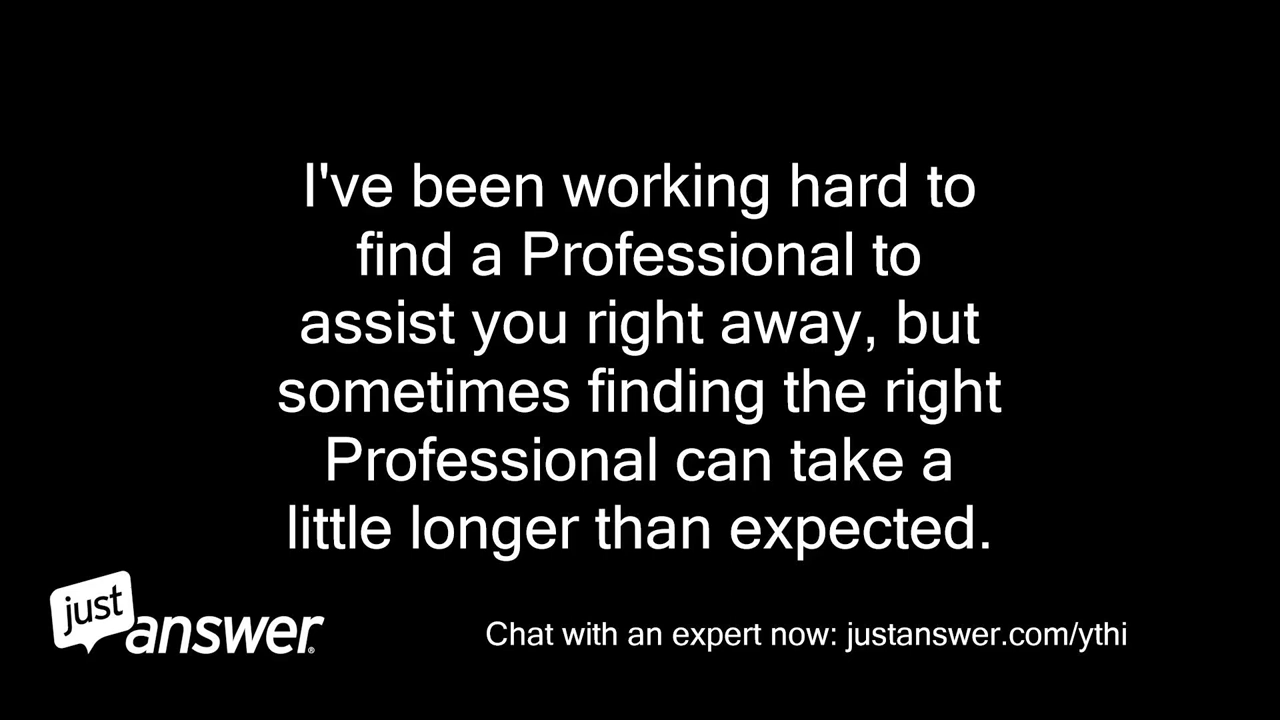 I've been working hard to
find a Professional to
assist you right away, but
sometimes finding the right
Professional can take a
little longer than expected.
just
answer®
Chat with an expert now: justanswer.com/ythi